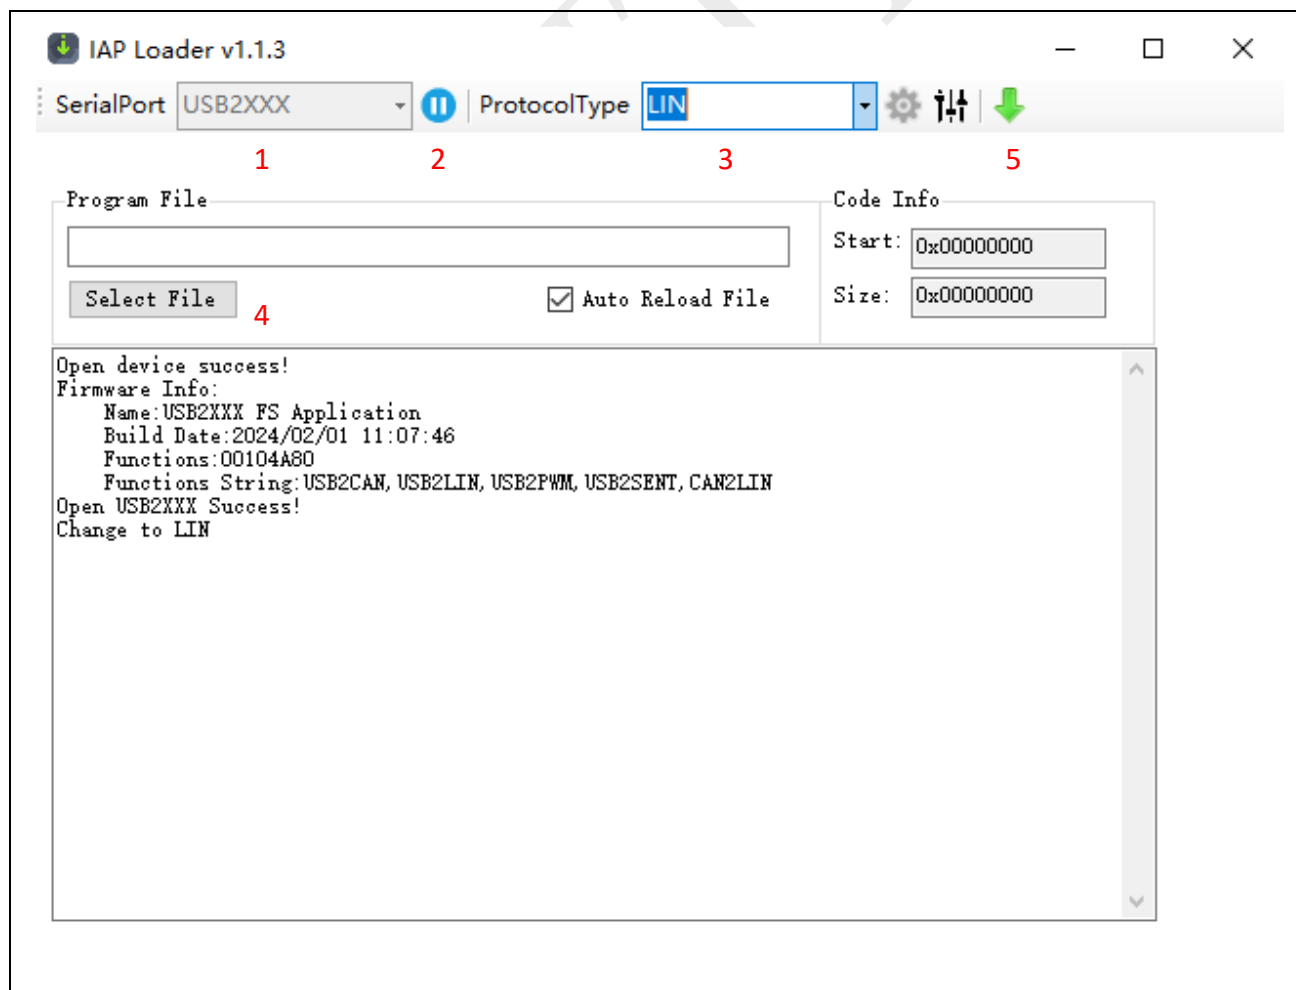 IAP Loader v1.1.3
SerialPort USB2XXX ProtocolType LIN
1 2 3 5
Program File
Code Info
Start: 0x00000000
Select File
4
Auto Reload File
Size: 0x00000000
Open device success!
Firmware Info:
Name:USB2XXX FS Application
Build Date:2024/02/01 11:07:46
Functions:00104A80
Functions String:USB2CAN,USB2LIN,USB2PWM,USB2SENT,CAN2LIN
Open USB2XXX Success!
Change to LIN